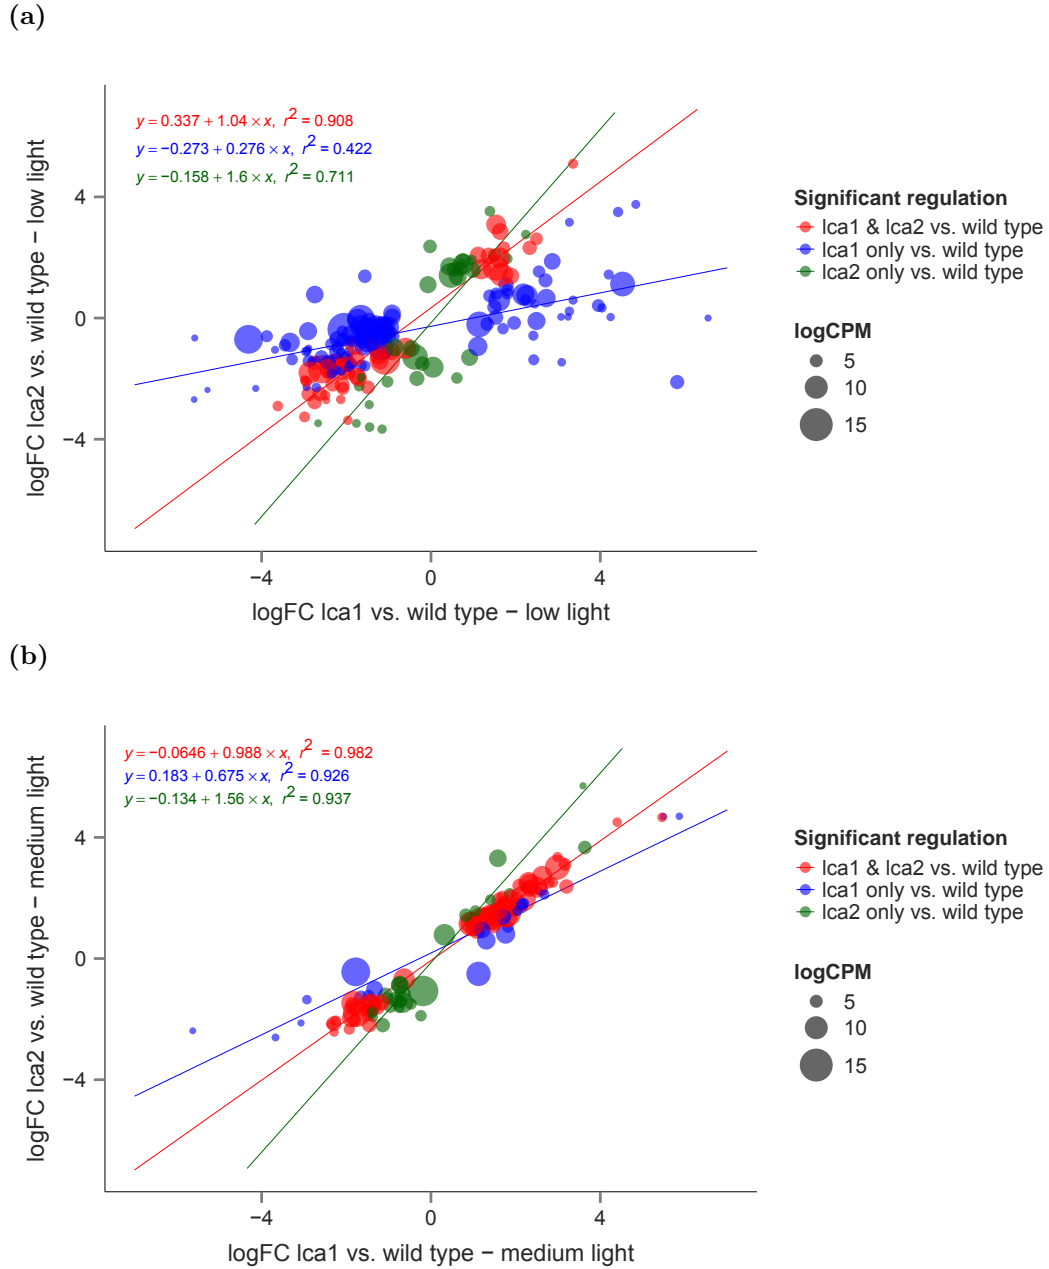 (a)
y = 0.337 + 1.04 × x, r² = 0.908
y = −0.273 + 0.276 × x, r² = 0.422
y = −0.158 + 1.6 × x, r² = 0.711
logFC lca2 vs. wild type − low light
4
0
−4
−4 0 4
logFC lca1 vs. wild type − low light
Significant regulation
lca1 & lca2 vs. wild type
lca1 only vs. wild type
lca2 only vs. wild type
logCPM
5
10
15
(b)
y = −0.0646 + 0.988 × x, r² = 0.982
y = 0.183 + 0.675 × x, r² = 0.926
y = −0.134 + 1.56 × x, r² = 0.937
logFC lca2 vs. wild type − medium light
4
0
−4
−4 0 4
logFC lca1 vs. wild type − medium light
Significant regulation
lca1 & lca2 vs. wild type
lca1 only vs. wild type
lca2 only vs. wild type
logCPM
5
10
15